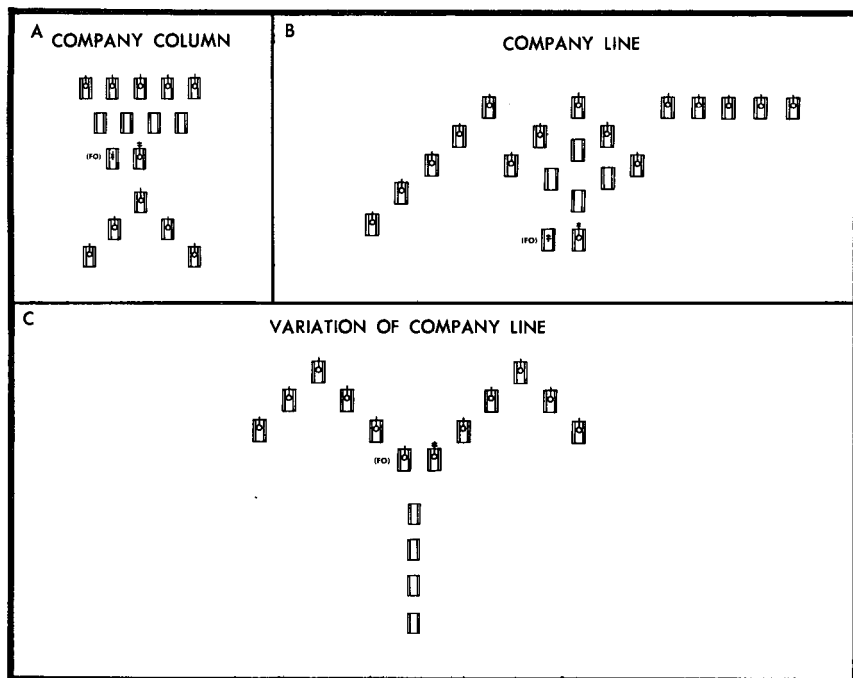 A
COMPANY COLUMN
(FO)
B
COMPANY LINE
(FO)
C
VARIATION OF COMPANY LINE
(FO)